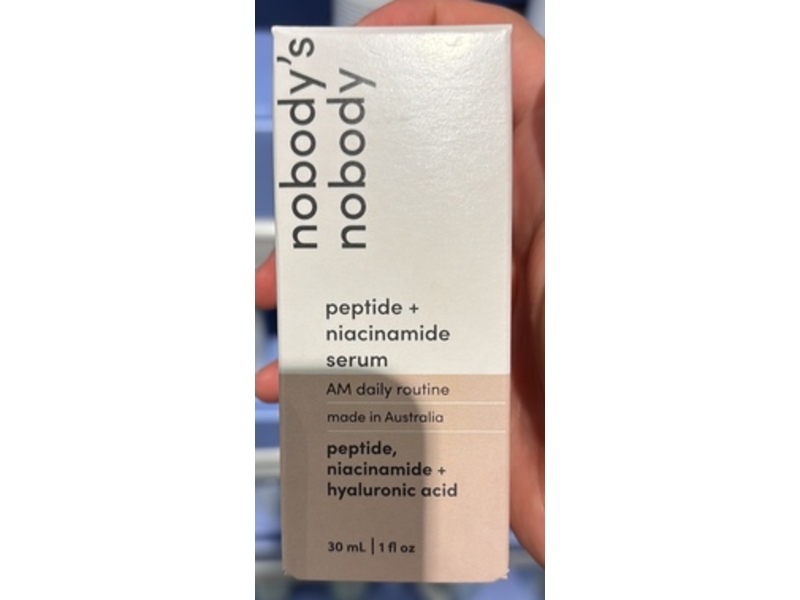 nobody's
nobody
peptide +
niacinamide
serum
AM daily routine
made in Australia
peptide,
niacinamide +
hyaluronic acid
30 mL | 1 fl oz